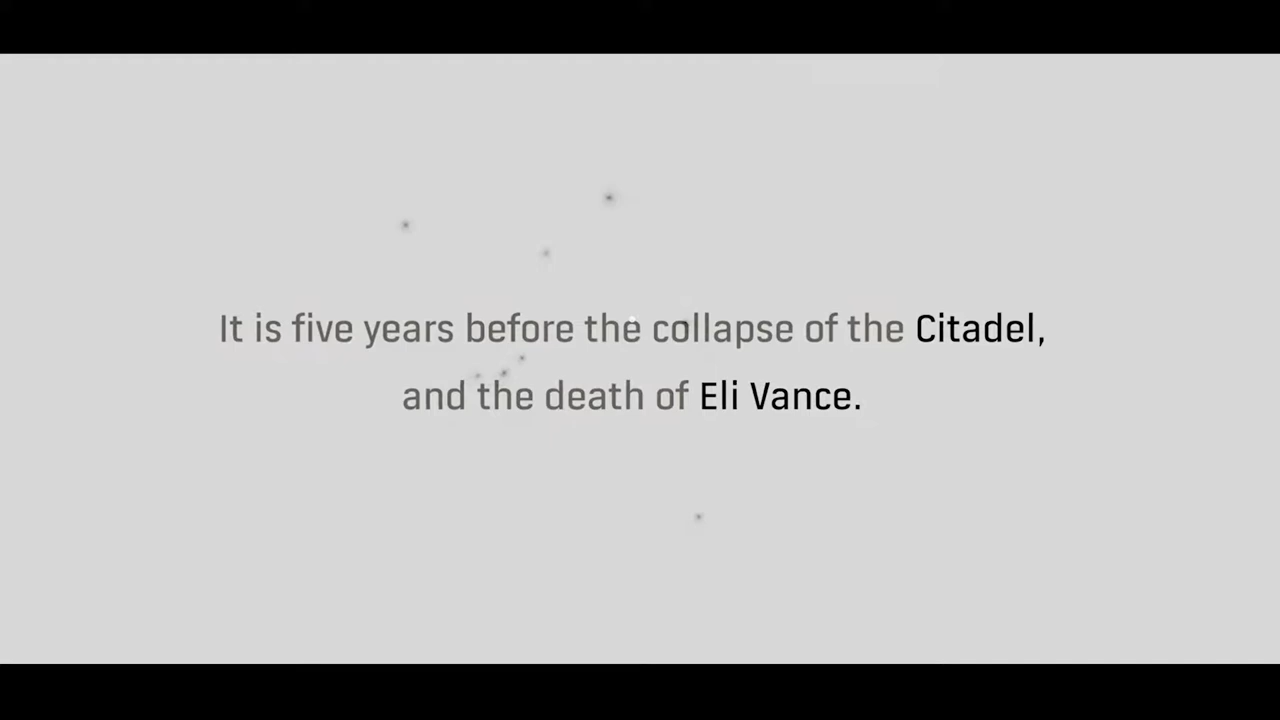 It is five years before the collapse of the Citadel,
and the death of Eli Vance.